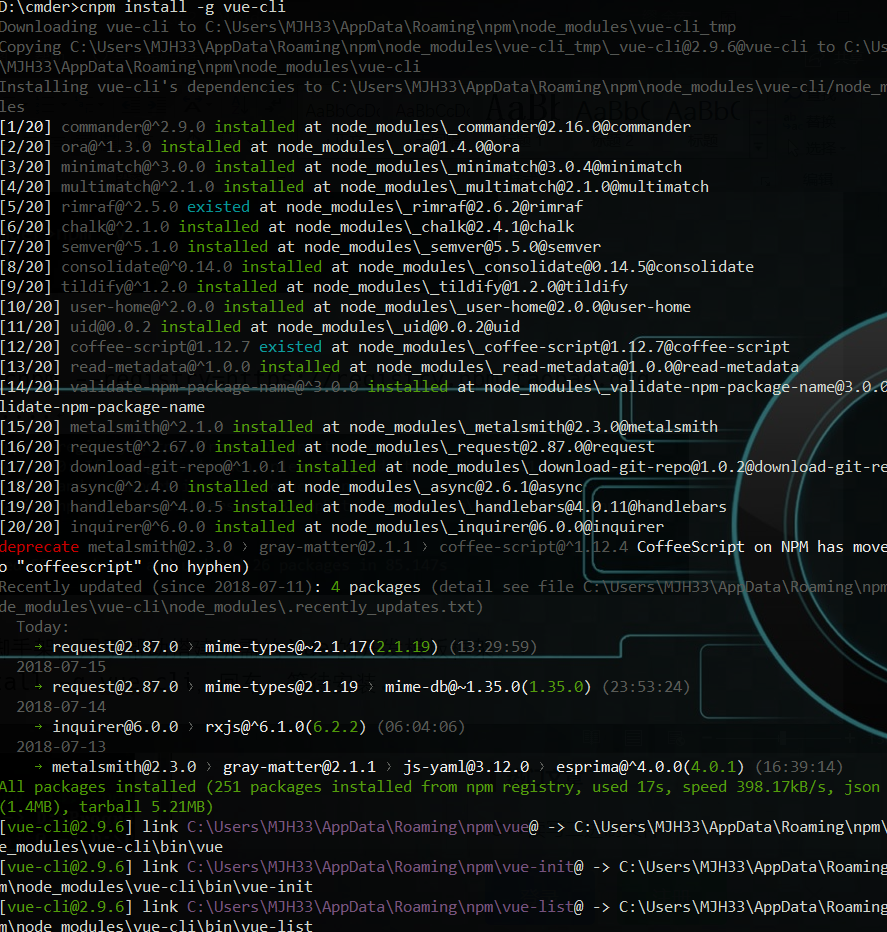 D:\cmder>cnpm install -g vue-cli
Downloading vue-cli to C:\Users\MJH33\AppData\Roaming\npm\node_modules\vue-cli_tmp
Copying C:\Users\MJH33\AppData\Roaming\npm\node_modules\vue-cli_tmp\_vue-cli@2.9.6@vue-cli to C:\Us
\MJH33\AppData\Roaming\npm\node_modules\vue-cli
Installing vue-cli's dependencies to C:\Users\MJH33\AppData\Roaming\npm\node_modules\vue-cli/node_m
les
[1/20] commander@^2.9.0 installed at node_modules\_commander@2.16.0@commander
[2/20] ora@^1.3.0 installed at node_modules\_ora@1.4.0@ora
[3/20] minimatch@^3.0.0 installed at node_modules\_minimatch@3.0.4@minimatch
[4/20] multimatch@^2.1.0 installed at node_modules\_multimatch@2.1.0@multimatch
[5/20] rimraf@^2.5.0 existed at node_modules\_rimraf@2.6.2@rimraf
[6/20] chalk@^2.1.0 installed at node_modules\_chalk@2.4.1@chalk
[7/20] semver@^5.1.0 installed at node_modules\_semver@5.5.0@semver
[8/20] consolidate@^0.14.0 installed at node_modules\_consolidate@0.14.5@consolidate
[9/20] tildify@^1.2.0 installed at node_modules\_tildify@1.2.0@tildify
[10/20] user-home@^2.0.0 installed at node_modules\_user-home@2.0.0@user-home
[11/20] uid@0.0.2 installed at node_modules\_uid@0.0.2@uid
[12/20] coffee-script@1.12.7 existed at node_modules\_coffee-script@1.12.7@coffee-script
[13/20] read-metadata@^1.0.0 installed at node_modules\_read-metadata@1.0.0@read-metadata
[14/20] validate-npm-package-name@^3.0.0 installed at node_modules\_validate-npm-package-name@3.0.0
lidate-npm-package-name
[15/20] metalsmith@^2.1.0 installed at node_modules\_metalsmith@2.3.0@metalsmith
[16/20] request@^2.67.0 installed at node_modules\_request@2.87.0@request
[17/20] download-git-repo@^1.0.1 installed at node_modules\_download-git-repo@1.0.2@download-git-re
[18/20] async@^2.4.0 installed at node_modules\_async@2.6.1@async
[19/20] handlebars@^4.0.5 installed at node_modules\_handlebars@4.0.11@handlebars
[20/20] inquirer@^6.0.0 installed at node_modules\_inquirer@6.0.0@inquirer
deprecate metalsmith@2.3.0 › gray-matter@2.1.1 › coffee-script@^1.12.4 CoffeeScript on NPM has move
o "coffeescript" (no hyphen)
Recently updated (since 2018-07-11): 4 packages (detail see file C:\Users\MJH33\AppData\Roaming\npm
de_modules\vue-cli\node_modules\.recently_updates.txt)
Today:
→ request@2.87.0 › mime-types@~2.1.17(2.1.19) (13:29:59)
2018-07-15
→ request@2.87.0 › mime-types@2.1.19 › mime-db@~1.35.0(1.35.0) (23:53:24)
2018-07-14
→ inquirer@6.0.0 › rxjs@^6.1.0(6.2.2) (06:04:06)
2018-07-13
→ metalsmith@2.3.0 › gray-matter@2.1.1 › js-yaml@3.12.0 › esprima@^4.0.0(4.0.1) (16:39:14)
All packages installed (251 packages installed from npm registry, used 17s, speed 398.17kB/s, json
(1.4MB), tarball 5.21MB)
[vue-cli@2.9.6] link C:\Users\MJH33\AppData\Roaming\npm\vue@ -> C:\Users\MJH33\AppData\Roaming\npm\
e_modules\vue-cli\bin\vue
[vue-cli@2.9.6] link C:\Users\MJH33\AppData\Roaming\npm\vue-init@ -> C:\Users\MJH33\AppData\Roaming
m\node_modules\vue-cli\bin\vue-init
[vue-cli@2.9.6] link C:\Users\MJH33\AppData\Roaming\npm\vue-list@ -> C:\Users\MJH33\AppData\Roaming
m\node_modules\vue-cli\bin\vue-list